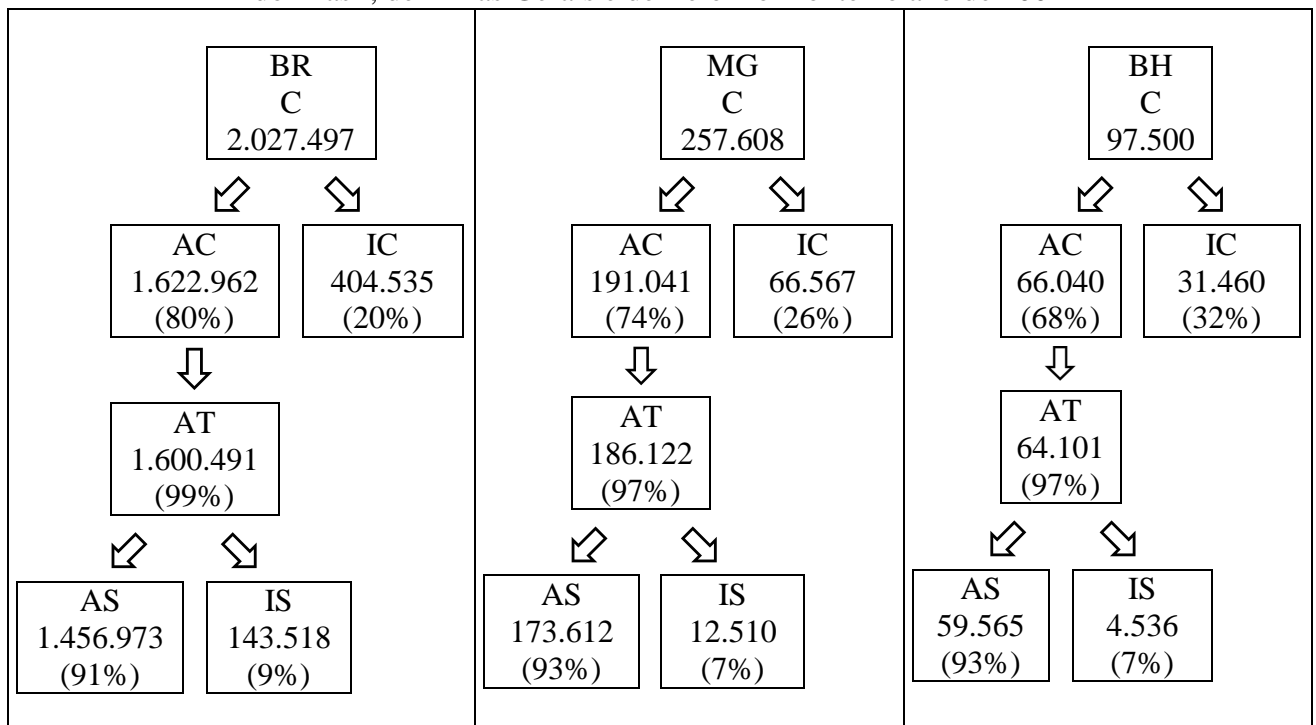 BR
C
2.027.497
AC
1.622.962
(80%)
IC
404.535
(20%)
AT
1.600.491
(99%)
AS
1.456.973
(91%)
IS
143.518
(9%)
MG
C
257.608
AC
191.041
(74%)
IC
66.567
(26%)
AT
186.122
(97%)
AS
173.612
(93%)
IS
12.510
(7%)
BH
C
97.500
AC
66.040
(68%)
IC
31.460
(32%)
AT
64.101
(97%)
AS
59.565
(93%)
IS
4.536
(7%)